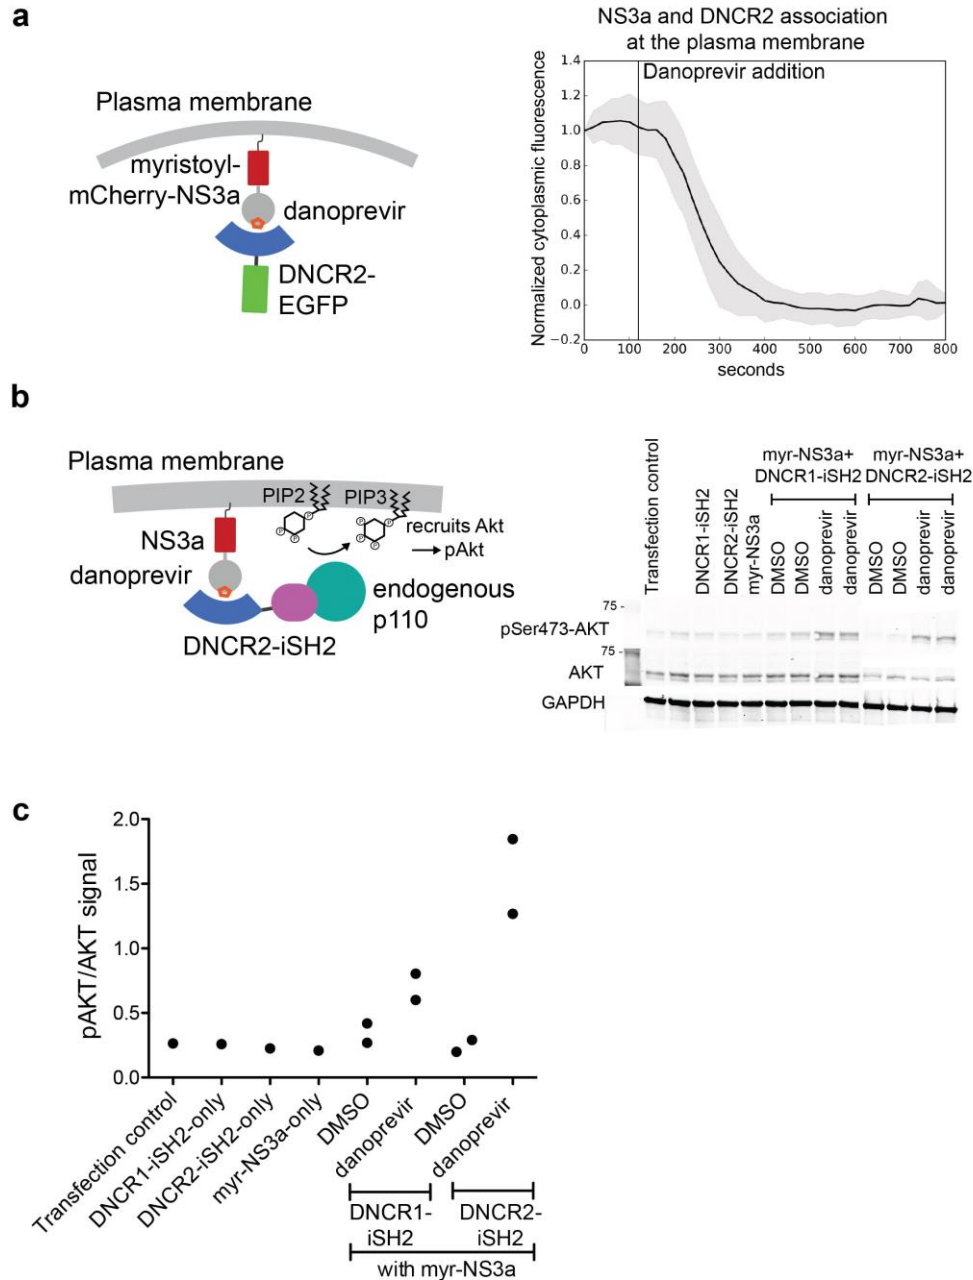 a
Plasma membrane
myristoyl-
mCherry-NS3a
danoprevir
DNCR2-
EGFP
NS3a and DNCR2 association
at the plasma membrane
Danoprevir addition
Normalized cytoplasmic fluorescence
1.4
1.2
1.0
0.8
0.6
0.4
0.2
0.0
−0.2
0 100 200 300 400 500 600 700 800
seconds
b
Plasma membrane
PIP2
PIP3
P P P
P P P P
NS3a
danoprevir
DNCR2-iSH2
recruits Akt
pAkt
endogenous
p110
myr-NS3a+
DNCR1-iSH2
myr-NS3a+
DNCR2-iSH2
Transfection control
DNCR1-iSH2
DNCR2-iSH2
myr-NS3a
DMSO
DMSO
danoprevir
danoprevir
DMSO
DMSO
danoprevir
danoprevir
75 -
pSer473-AKT
75 -
AKT
GAPDH
c
pAKT/AKT signal
2.0
1.5
1.0
0.5
0.0
Transfection control
DNCR1-iSH2-only
DNCR2-iSH2-only
myr-NS3a-only
DMSO
danoprevir
DMSO
danoprevir
DNCR1-
iSH2
DNCR2-
iSH2
with myr-NS3a